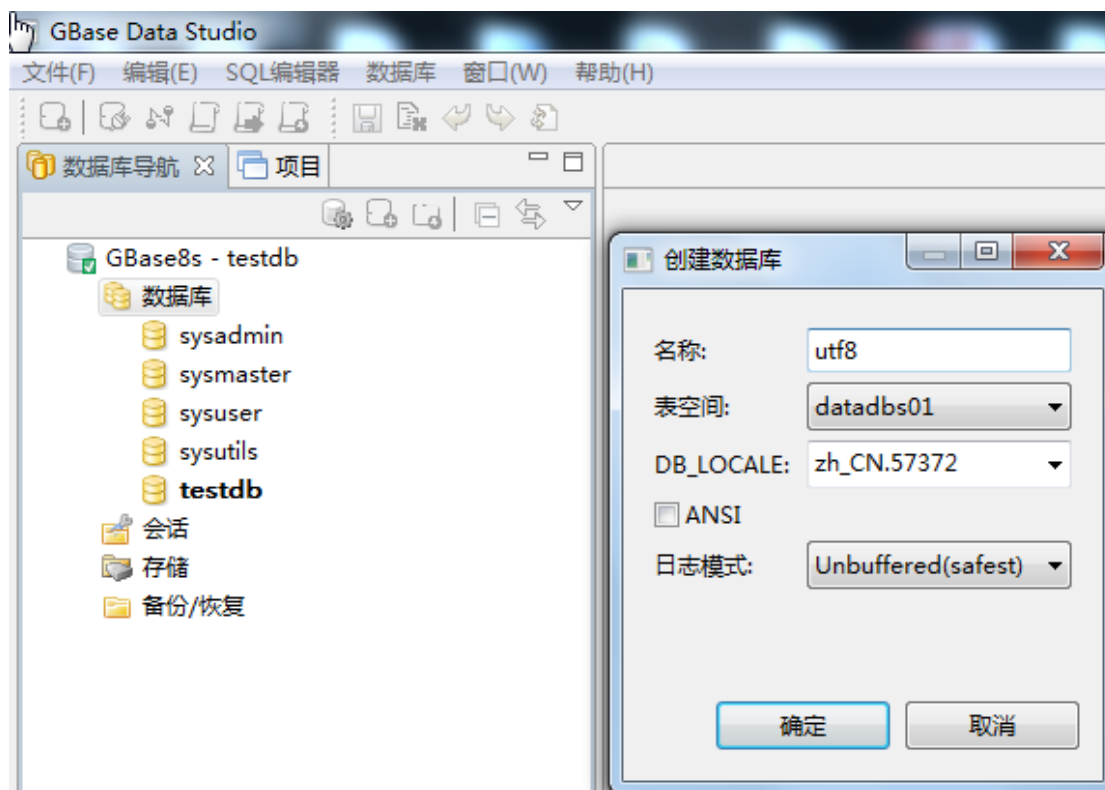 GBase Data Studio
文件(F) 编辑(E) SQL编辑器 数据库 窗口(W) 帮助(H)
数据库导航 项目
GBase8s - testdb
数据库
sysadmin
sysmaster
sysuser
sysutils
testdb
会话
存储
备份/恢复
创建数据库
名称: utf8
表空间: datadbs01
DB_LOCALE: zh_CN.57372
ANSI
日志模式: Unbuffered(safest)
确定 取消